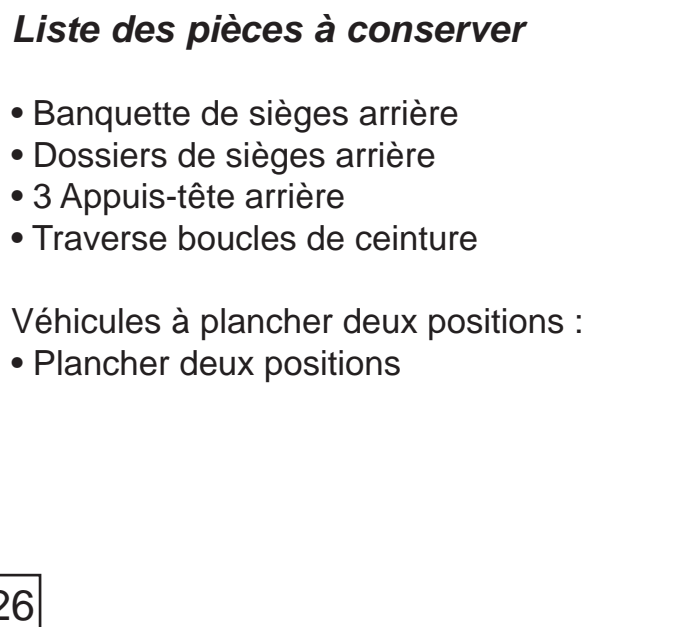 Liste des pièces à conserver
• Banquette de sièges arrière
• Dossiers de sièges arrière
• 3 Appuis-tête arrière
• Traverse boucles de ceinture
Véhicules à plancher deux positions :
• Plancher deux positions
26